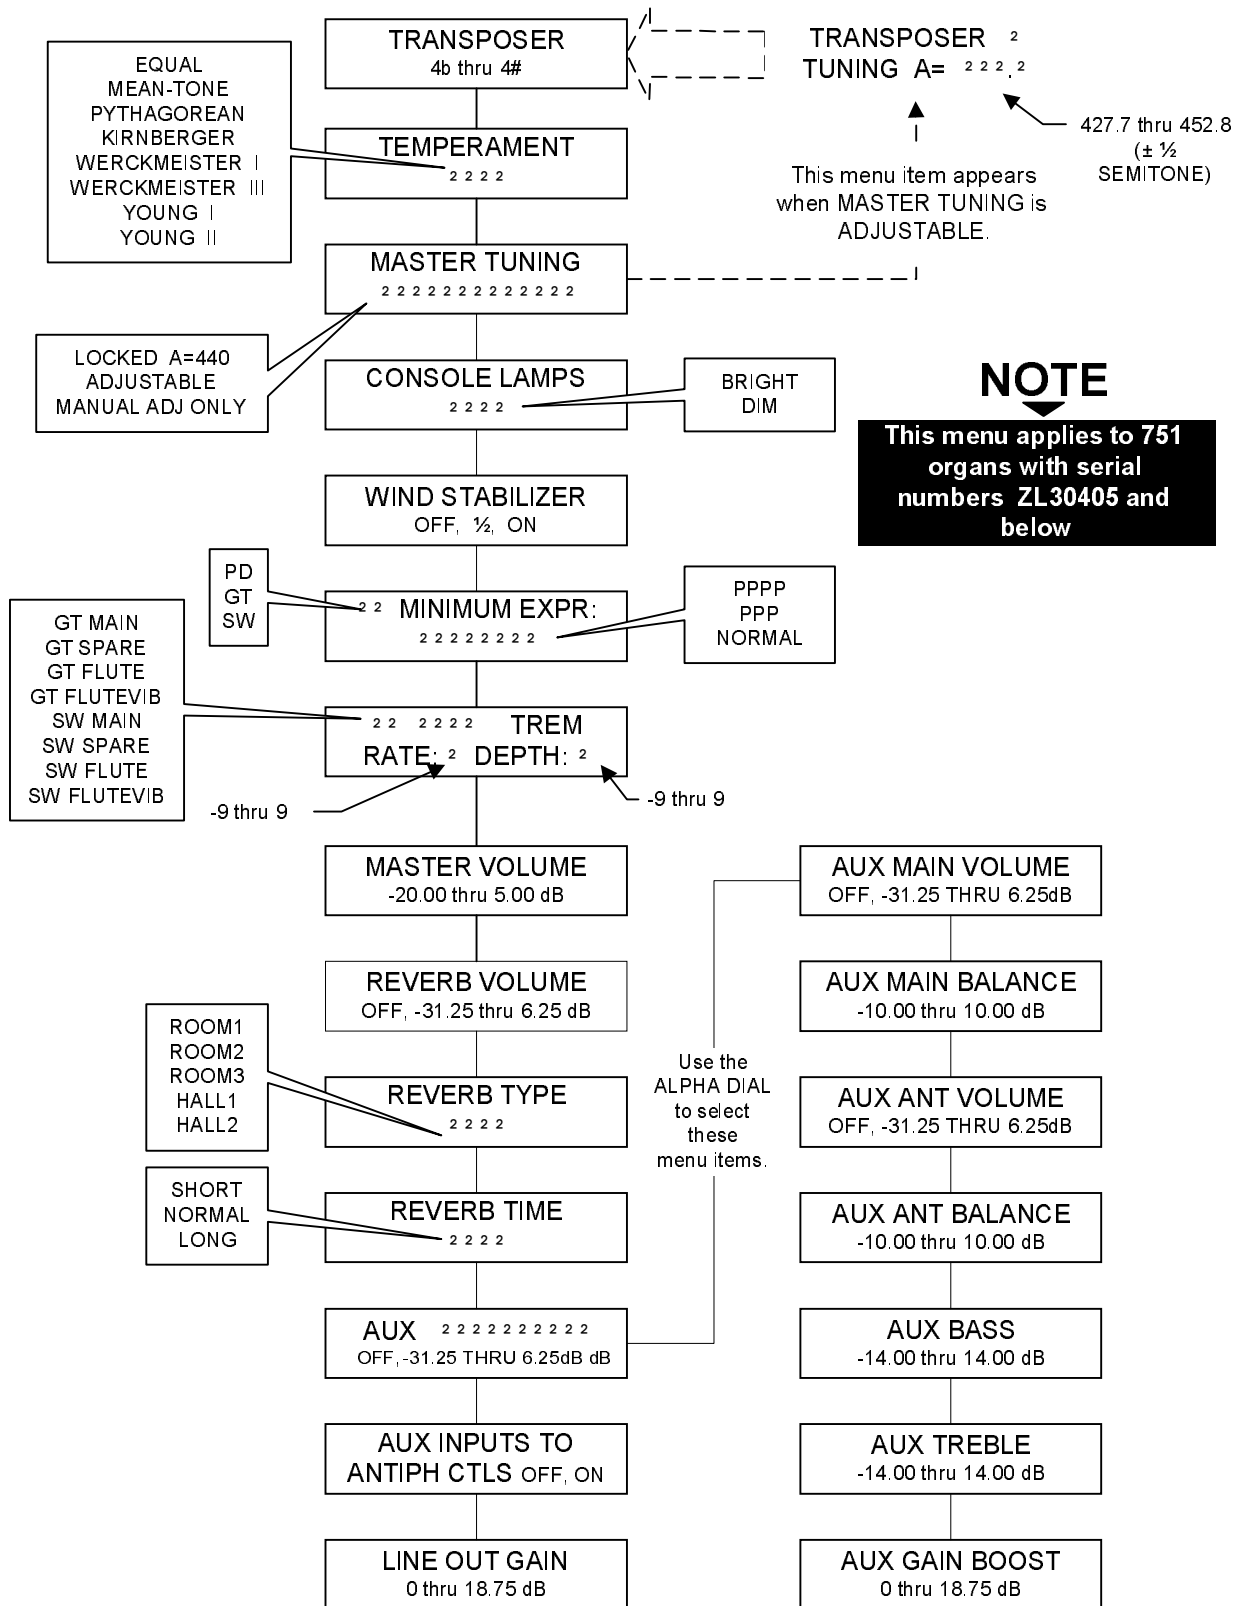 TRANSPOSER
4b thru 4#
TRANSPOSER ²
TUNING A= ²²².²
427.7 thru 452.8
(± ½
SEMITONE)
This menu item appears
when MASTER TUNING is
ADJUSTABLE.
EQUAL
MEAN-TONE
PYTHAGOREAN
KIRNBERGER
WERCKMEISTER I
WERCKMEISTER III
YOUNG I
YOUNG II
TEMPERAMENT
²²²²
MASTER TUNING
²²²²²²²²²²²²²
LOCKED A=440
ADJUSTABLE
MANUAL ADJ ONLY
CONSOLE LAMPS
²²²²
BRIGHT
DIM
NOTE
This menu applies to 751
organs with serial
numbers ZL30405 and
below
WIND STABILIZER
OFF, ½, ON
PD
GT
SW
²² MINIMUM EXPR:
²²²²²²²²
PPPP
PPP
NORMAL
GT MAIN
GT SPARE
GT FLUTE
GT FLUTEVIB
SW MAIN
SW SPARE
SW FLUTE
SW FLUTEVIB
²² ²²²² TREM
RATE: ² DEPTH: ²
-9 thru 9
-9 thru 9
MASTER VOLUME
-20.00 thru 5.00 dB
REVERB VOLUME
OFF, -31.25 thru 6.25 dB
ROOM1
ROOM2
ROOM3
HALL1
HALL2
REVERB TYPE
²²²²
SHORT
NORMAL
LONG
REVERB TIME
²²²²
AUX ²²²²²²²²²²
OFF,-31.25 THRU 6.25dB dB
AUX INPUTS TO
ANTIPH CTLS OFF, ON
LINE OUT GAIN
0 thru 18.75 dB
Use the
ALPHA DIAL
to select
these
menu items.
AUX MAIN VOLUME
OFF, -31.25 THRU 6.25dB
AUX MAIN BALANCE
-10.00 thru 10.00 dB
AUX ANT VOLUME
OFF, -31.25 THRU 6.25dB
AUX ANT BALANCE
-10.00 thru 10.00 dB
AUX BASS
-14.00 thru 14.00 dB
AUX TREBLE
-14.00 thru 14.00 dB
AUX GAIN BOOST
0 thru 18.75 dB